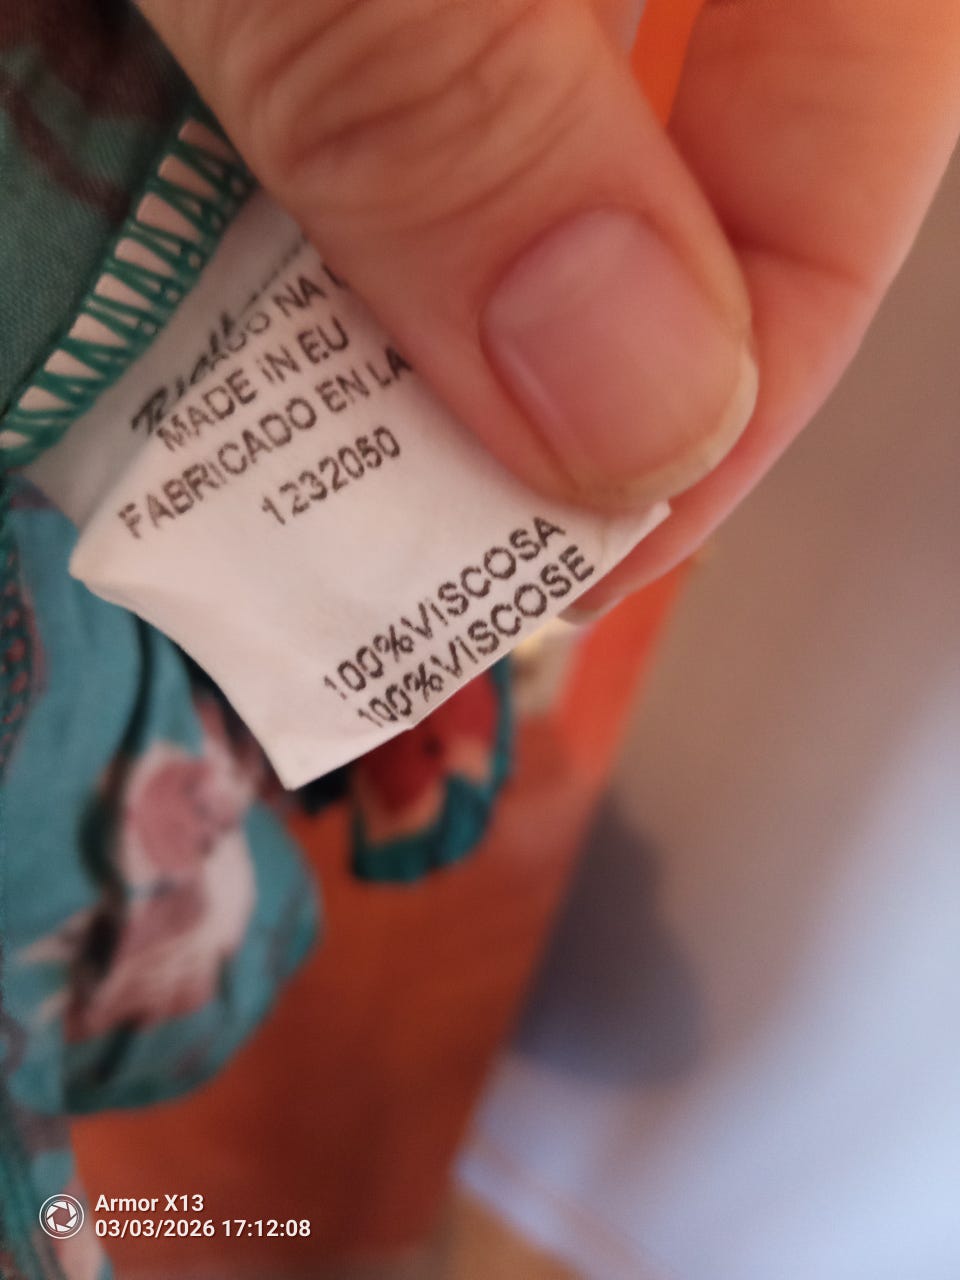 NA
MADE IN EU
FABRICADO EN LA
1232050
100%VISCOSA
100%VISCOSE
Armor X13
03/03/2026 17:12:08